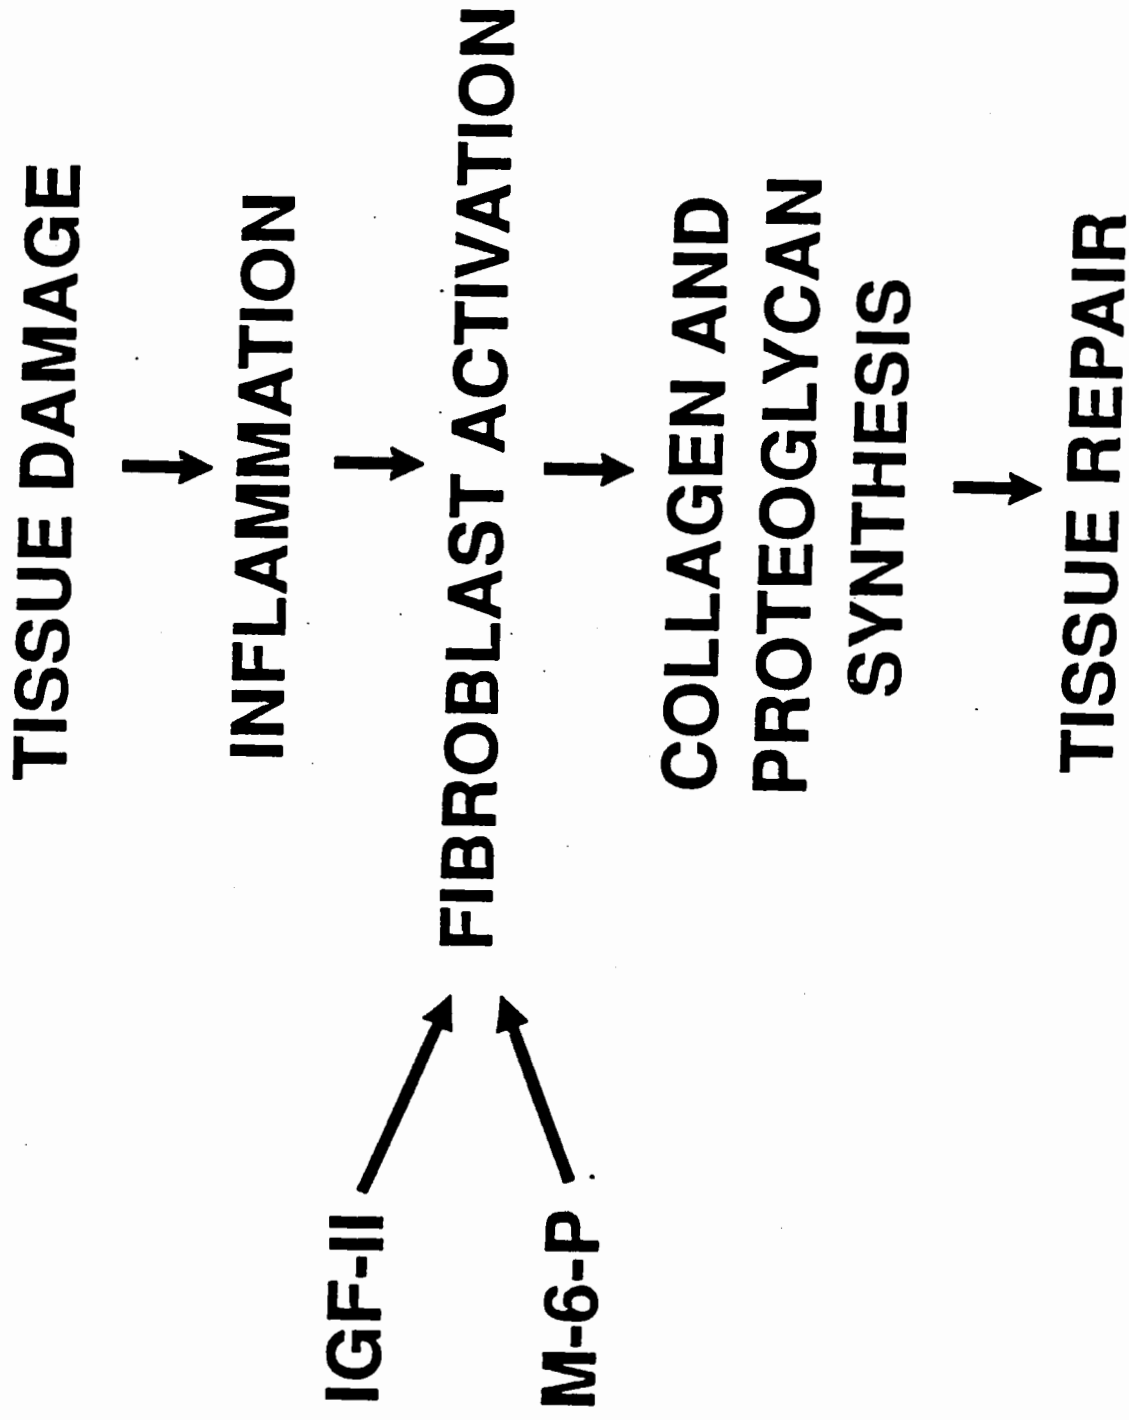 TISSUE DAMAGE
INFLAMMATION
IGF-II
FIBROBLAST ACTIVATION
M-6-P
COLLAGEN AND
PROTEOGLYCAN
SYNTHESIS
TISSUE REPAIR